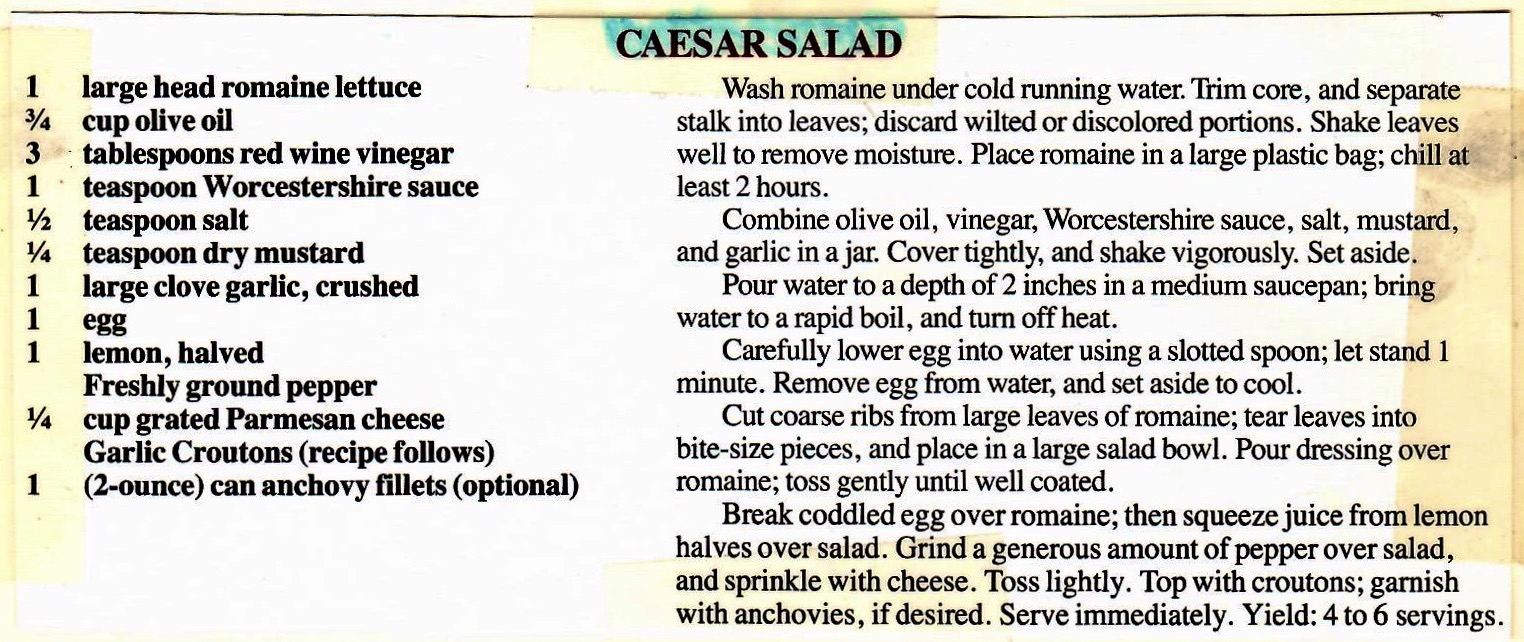 CAESAR SALAD
1 large head romaine lettuce
¾ cup olive oil
3 tablespoons red wine vinegar
1 teaspoon Worcestershire sauce
½ teaspoon salt
¼ teaspoon dry mustard
1 large clove garlic, crushed
1 egg
1 lemon, halved
Freshly ground pepper
¼ cup grated Parmesan cheese
Garlic Croutons (recipe follows)
1 (2-ounce) can anchovy fillets (optional)
Wash romaine under cold running water. Trim core, and separate
stalk into leaves; discard wilted or discolored portions. Shake leaves
well to remove moisture. Place romaine in a large plastic bag; chill at
least 2 hours.
Combine olive oil, vinegar, Worcestershire sauce, salt, mustard,
and garlic in a jar. Cover tightly, and shake vigorously. Set aside.
Pour water to a depth of 2 inches in a medium saucepan; bring
water to a rapid boil, and turn off heat.
Carefully lower egg into water using a slotted spoon; let stand 1
minute. Remove egg from water, and set aside to cool.
Cut coarse ribs from large leaves of romaine; tear leaves into
bite-size pieces, and place in a large salad bowl. Pour dressing over
romaine; toss gently until well coated.
Break coddled egg over romaine; then squeeze juice from lemon
halves over salad. Grind a generous amount of pepper over salad,
and sprinkle with cheese. Toss lightly. Top with croutons; garnish
with anchovies, if desired. Serve immediately. Yield: 4 to 6 servings.